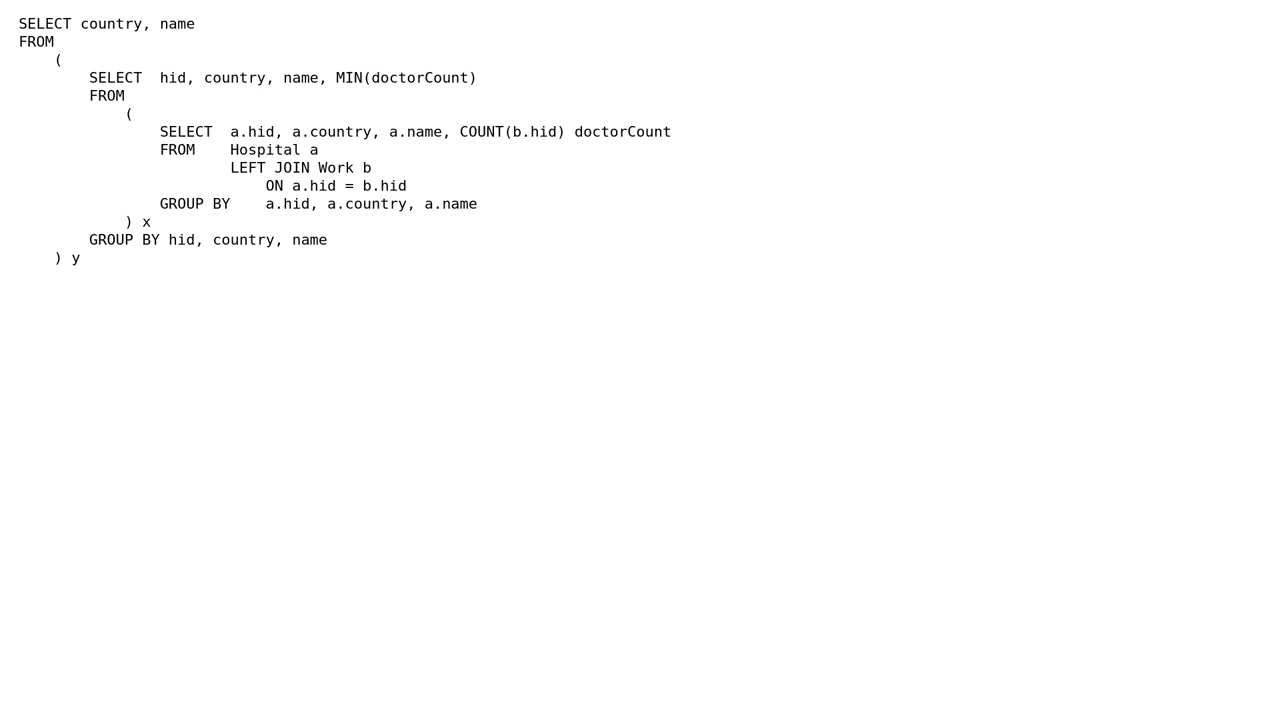 SELECT country, name
FROM
    (
        SELECT  hid, country, name, MIN(doctorCount)
        FROM
            (
                SELECT  a.hid, a.country, a.name, COUNT(b.hid) doctorCount
                FROM    Hospital a
                        LEFT JOIN Work b
                            ON a.hid = b.hid
                GROUP BY    a.hid, a.country, a.name
            ) x
        GROUP BY hid, country, name
    ) y